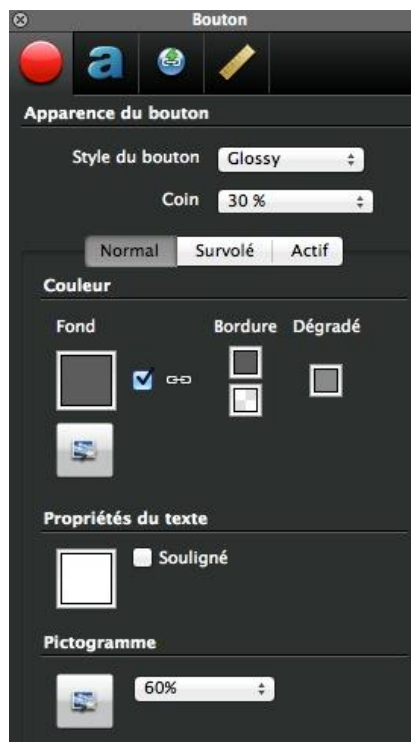 Bouton
a
Apparence du bouton
Style du bouton Glossy
Coin 30 %
Normal Survolé Actif
Couleur
Fond Bordure Dégradé
Propriétés du texte
Souligné
Pictogramme
60%